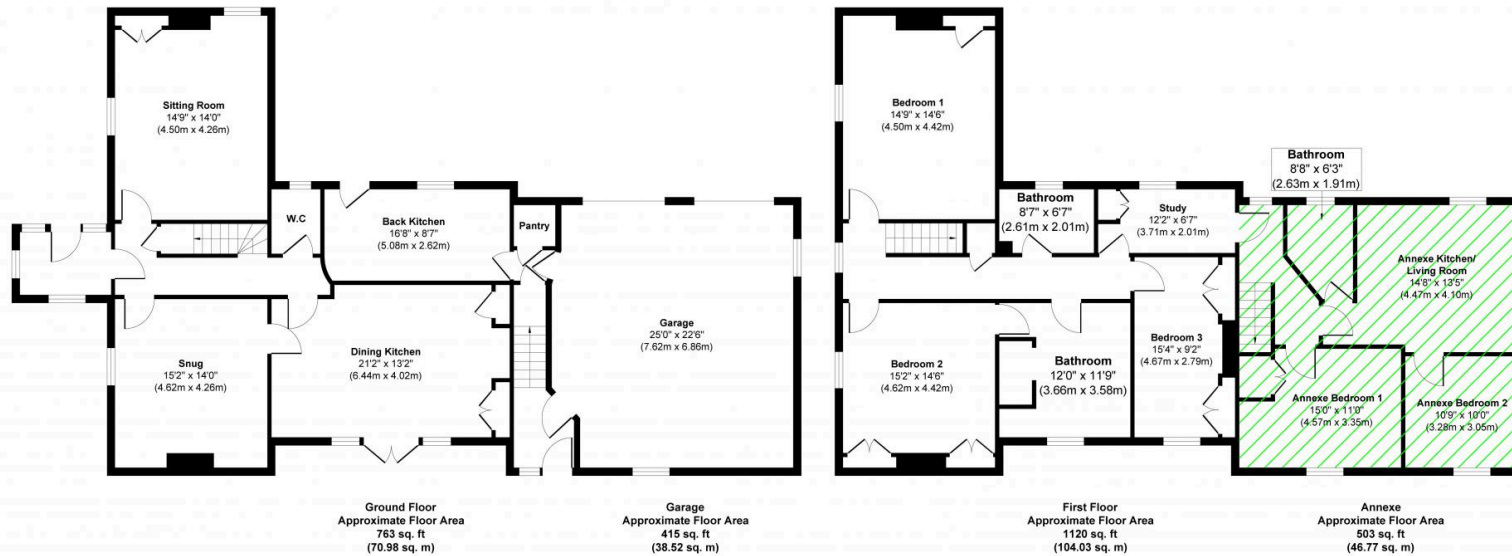 Sitting Room
14'9" x 14'0"
(4.50m x 4.26m)
W.C
Back Kitchen
16'8" x 8'7"
(5.08m x 2.62m)
Pantry
Snug
15'2" x 14'0"
(4.62m x 4.26m)
Dining Kitchen
21'2" x 13'2"
(6.44m x 4.02m)
Garage
25'0" x 22'6"
(7.62m x 6.86m)
Ground Floor
Approximate Floor Area
763 sq. ft
(70.98 sq. m)
Garage
Approximate Floor Area
415 sq. ft
(38.52 sq. m)
Bedroom 1
14'9" x 14'6"
(4.50m x 4.42m)
Bathroom
8'7" x 6'7"
(2.61m x 2.01m)
Study
12'2" x 6'7"
(3.71m x 2.01m)
Bathroom
8'8" x 6'3"
(2.63m x 1.91m)
Annexe Kitchen/
Living Room
14'8" x 13'5"
(4.47m x 4.10m)
Bedroom 2
15'2" x 14'6"
(4.62m x 4.42m)
Bathroom
12'0" x 11'9"
(3.66m x 3.58m)
Bedroom 3
15'4" x 9'2"
(4.67m x 2.79m)
Annexe Bedroom 1
15'0" x 11'0"
(4.57m x 3.35m)
Annexe Bedroom 2
10'9" x 10'0"
(3.28m x 3.05m)
First Floor
Approximate Floor Area
1120 sq. ft
(104.03 sq. m)
Annexe
Approximate Floor Area
503 sq. ft
(46.77 sq. m)